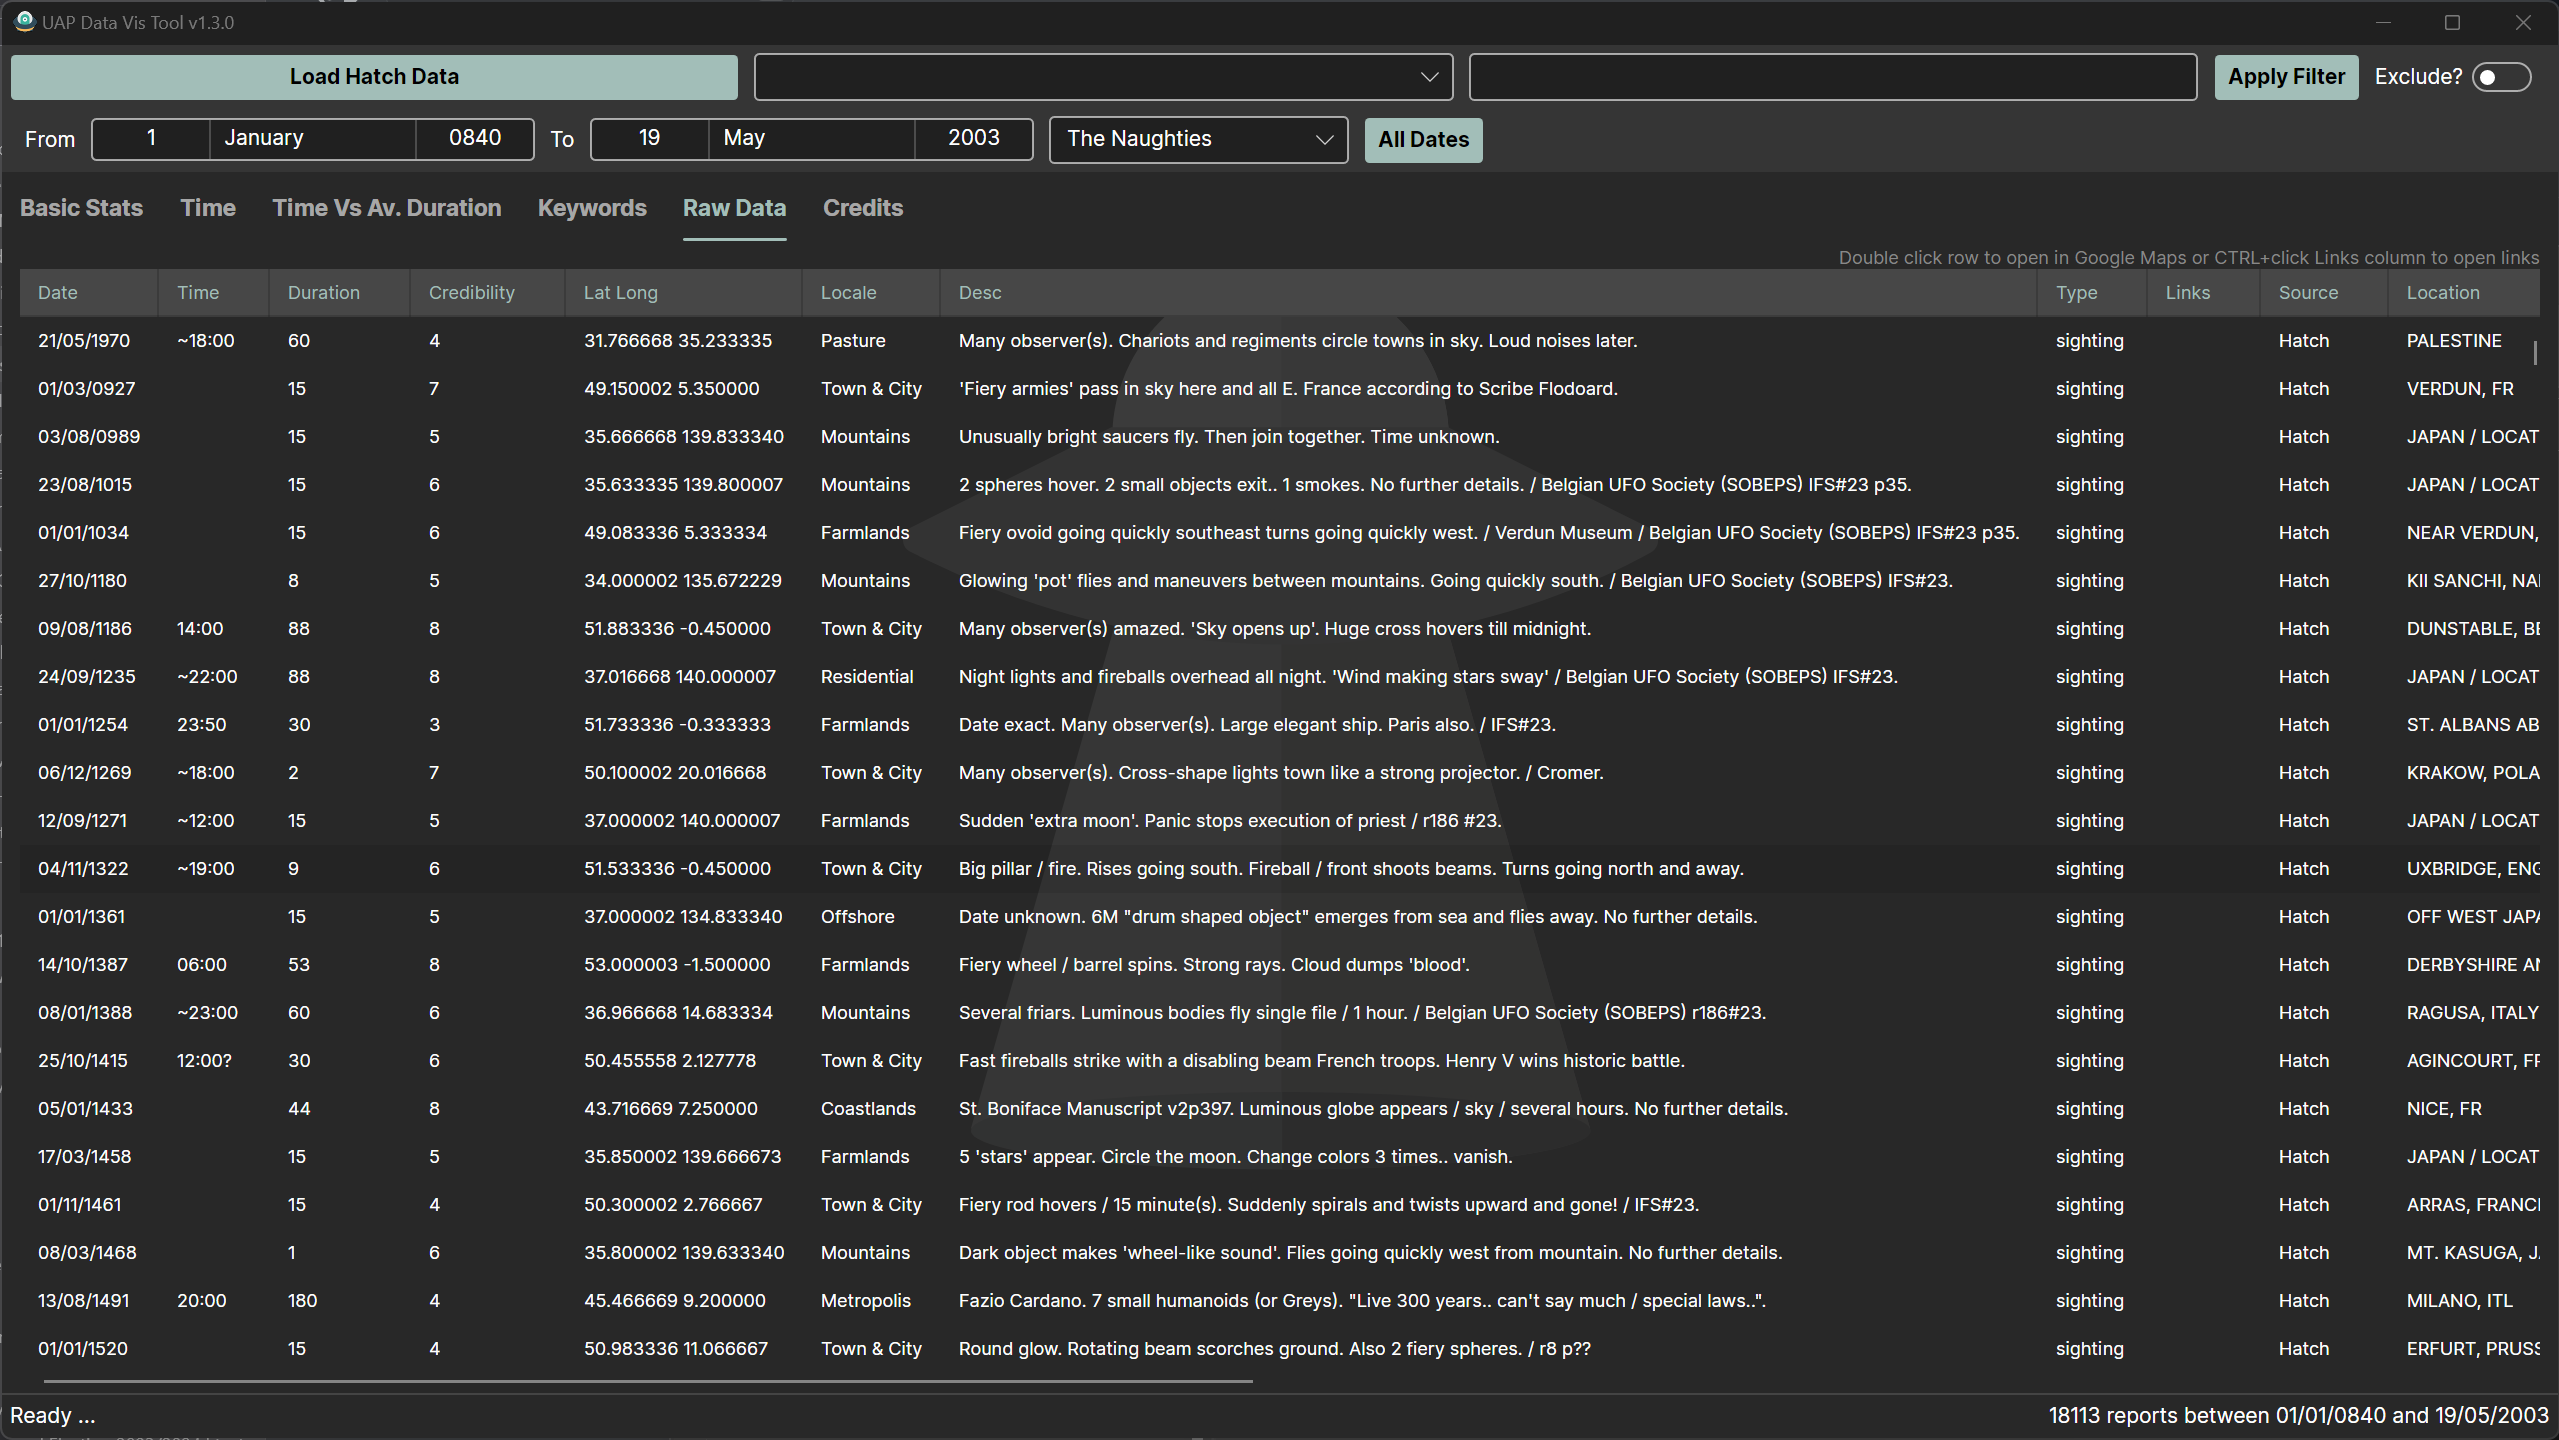 UAP Data Vis Tool v1.3.0
Load Hatch Data Apply Filter Exclude?
From 1 January 0840 To 19 May 2003 The Naughties All Dates
Basic Stats Time Time Vs Av. Duration Keywords Raw Data Credits
Double click row to open in Google Maps or CTRL+click Links column to open links
Date Time Duration Credibility Lat Long Locale Desc Type Links Source Location
21/05/1970 ~18:00 60 4 31.766668 35.233335 Pasture Many observer(s). Chariots and regiments circle towns in sky. Loud noises later. sighting Hatch PALESTINE
01/03/0927 15 7 49.150002 5.350000 Town & City 'Fiery armies' pass in sky here and all E. France according to Scribe Flodoard. sighting Hatch VERDUN, FR
03/08/0989 15 5 35.666668 139.833340 Mountains Unusually bright saucers fly. Then join together. Time unknown. sighting Hatch JAPAN / LOCAT
23/08/1015 15 6 35.633335 139.800007 Mountains 2 spheres hover. 2 small objects exit.. 1 smokes. No further details. / Belgian UFO Society (SOBEPS) IFS#23 p35. sighting Hatch JAPAN / LOCAT
01/01/1034 15 6 49.083336 5.333334 Farmlands Fiery ovoid going quickly southeast turns going quickly west. / Verdun Museum / Belgian UFO Society (SOBEPS) IFS#23 p35. sighting Hatch NEAR VERDUN,
27/10/1180 8 5 34.000002 135.672229 Mountains Glowing 'pot' flies and maneuvers between mountains. Going quickly south. / Belgian UFO Society (SOBEPS) IFS#23. sighting Hatch KII SANCHI, NAI
09/08/1186 14:00 88 8 51.883336 -0.450000 Town & City Many observer(s) amazed. 'Sky opens up'. Huge cross hovers till midnight. sighting Hatch DUNSTABLE, BE
24/09/1235 ~22:00 88 8 37.016668 140.000007 Residential Night lights and fireballs overhead all night. 'Wind making stars sway' / Belgian UFO Society (SOBEPS) IFS#23. sighting Hatch JAPAN / LOCAT
01/01/1254 23:50 30 3 51.733336 -0.333333 Farmlands Date exact. Many observer(s). Large elegant ship. Paris also. / IFS#23. sighting Hatch ST. ALBANS AB
06/12/1269 ~18:00 2 7 50.100002 20.016668 Town & City Many observer(s). Cross-shape lights town like a strong projector. / Cromer. sighting Hatch KRAKOW, POLA
12/09/1271 ~12:00 15 5 37.000002 140.000007 Farmlands Sudden 'extra moon'. Panic stops execution of priest / r186 #23. sighting Hatch JAPAN / LOCAT
04/11/1322 ~19:00 9 6 51.533336 -0.450000 Town & City Big pillar / fire. Rises going south. Fireball / front shoots beams. Turns going north and away. sighting Hatch UXBRIDGE, ENG
01/01/1361 15 5 37.000002 134.833340 Offshore Date unknown. 6M "drum shaped object" emerges from sea and flies away. No further details. sighting Hatch OFF WEST JAPA
14/10/1387 06:00 53 8 53.000003 -1.500000 Farmlands Fiery wheel / barrel spins. Strong rays. Cloud dumps 'blood'. sighting Hatch DERBYSHIRE AN
08/01/1388 ~23:00 60 6 36.966668 14.683334 Mountains Several friars. Luminous bodies fly single file / 1 hour. / Belgian UFO Society (SOBEPS) r186#23. sighting Hatch RAGUSA, ITALY
25/10/1415 12:00? 30 6 50.455558 2.127778 Town & City Fast fireballs strike with a disabling beam French troops. Henry V wins historic battle. sighting Hatch AGINCOURT, FF
05/01/1433 44 8 43.716669 7.250000 Coastlands St. Boniface Manuscript v2p397. Luminous globe appears / sky / several hours. No further details. sighting Hatch NICE, FR
17/03/1458 15 5 35.850002 139.666673 Farmlands 5 'stars' appear. Circle the moon. Change colors 3 times.. vanish. sighting Hatch JAPAN / LOCAT
01/11/1461 15 4 50.300002 2.766667 Town & City Fiery rod hovers / 15 minute(s). Suddenly spirals and twists upward and gone! / IFS#23. sighting Hatch ARRAS, FRANCI
08/03/1468 1 6 35.800002 139.633340 Mountains Dark object makes 'wheel-like sound'. Flies going quickly west from mountain. No further details. sighting Hatch MT. KASUGA, J
13/08/1491 20:00 180 4 45.466669 9.200000 Metropolis Fazio Cardano. 7 small humanoids (or Greys). "Live 300 years.. can't say much / special laws..". sighting Hatch MILANO, ITL
01/01/1520 15 4 50.983336 11.066667 Town & City Round glow. Rotating beam scorches ground. Also 2 fiery spheres. / r8 p?? sighting Hatch ERFURT, PRUSS
Ready ... 18113 reports between 01/01/0840 and 19/05/2003